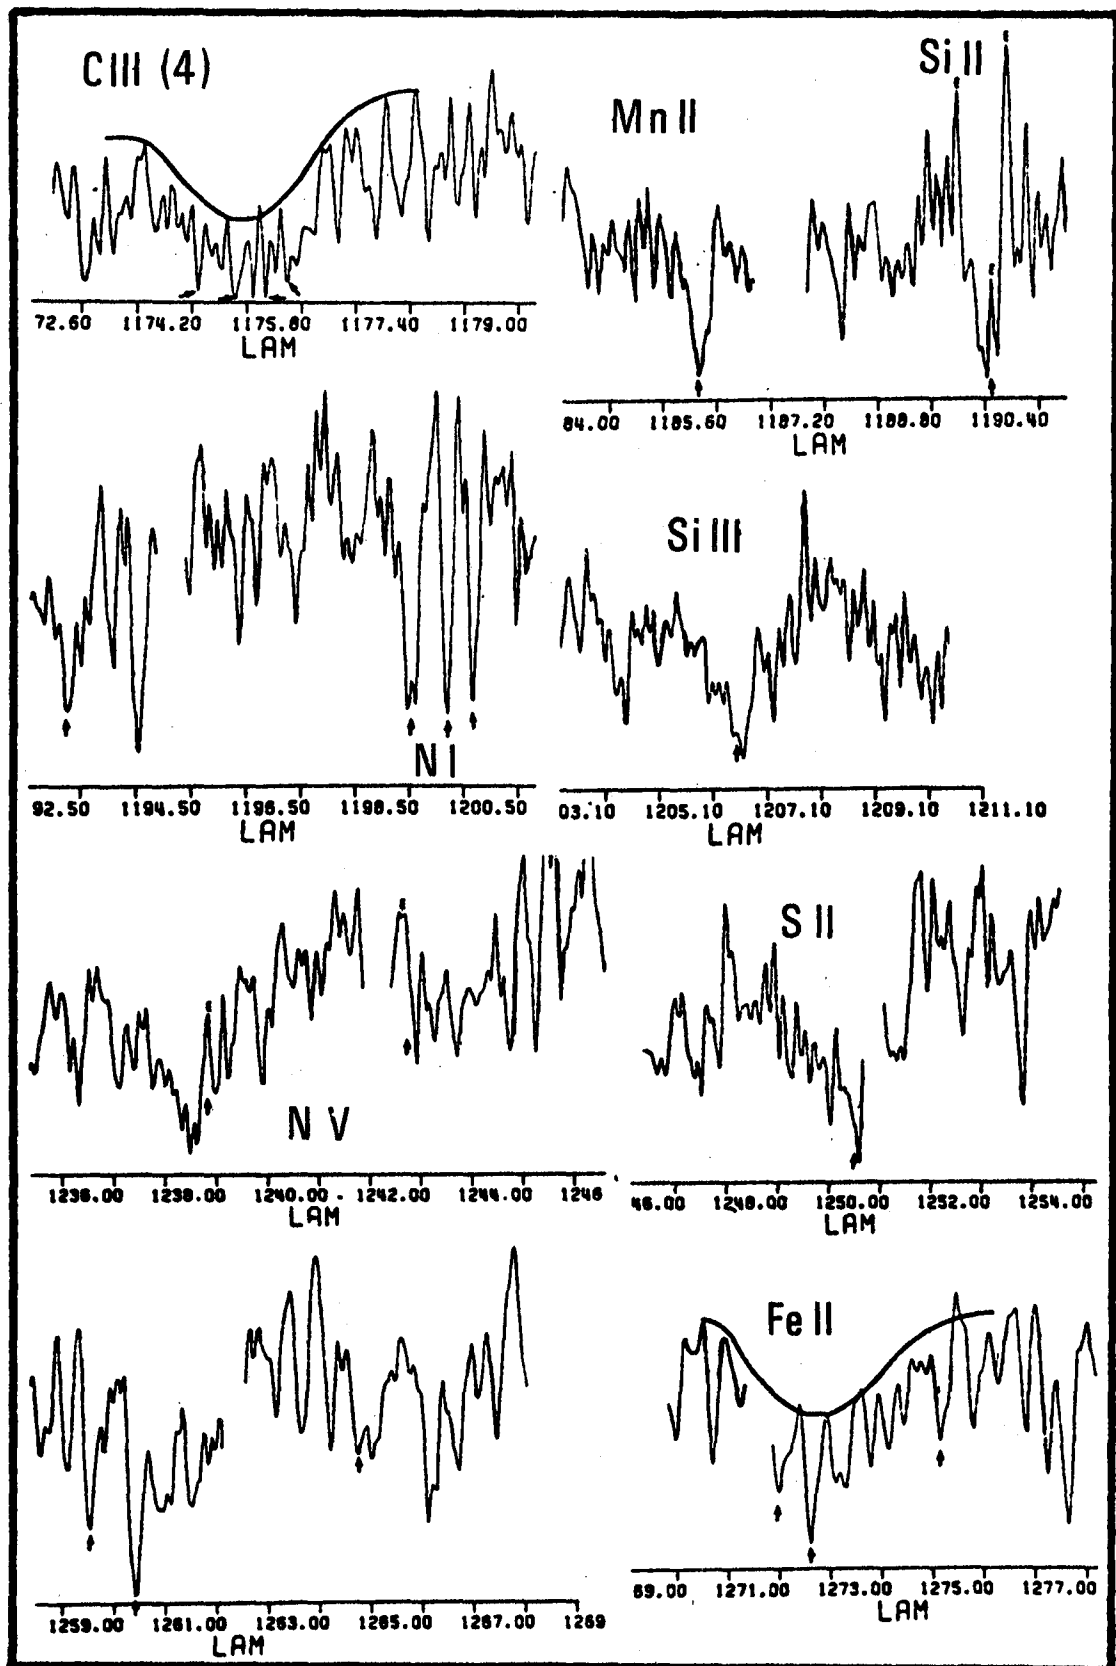 CIII (4)
72.60 1174.20 1175.80 1177.40 1179.00
LAM
Mn II
Si II
84.00 1185.60 1187.20 1188.80 1190.40
LAM
N I
92.50 1194.50 1196.50 1198.50 1200.50
LAM
Si III
03.10 1205.10 1207.10 1209.10 1211.10
LAM
N V
1236.00 1238.00 1240.00 1242.00 1244.00 1246
LAM
S II
46.00 1248.00 1250.00 1252.00 1254.00
LAM
1259.00 1261.00 1263.00 1265.00 1267.00 1269
LAM
Fe II
69.00 1271.00 1273.00 1275.00 1277.00
LAM